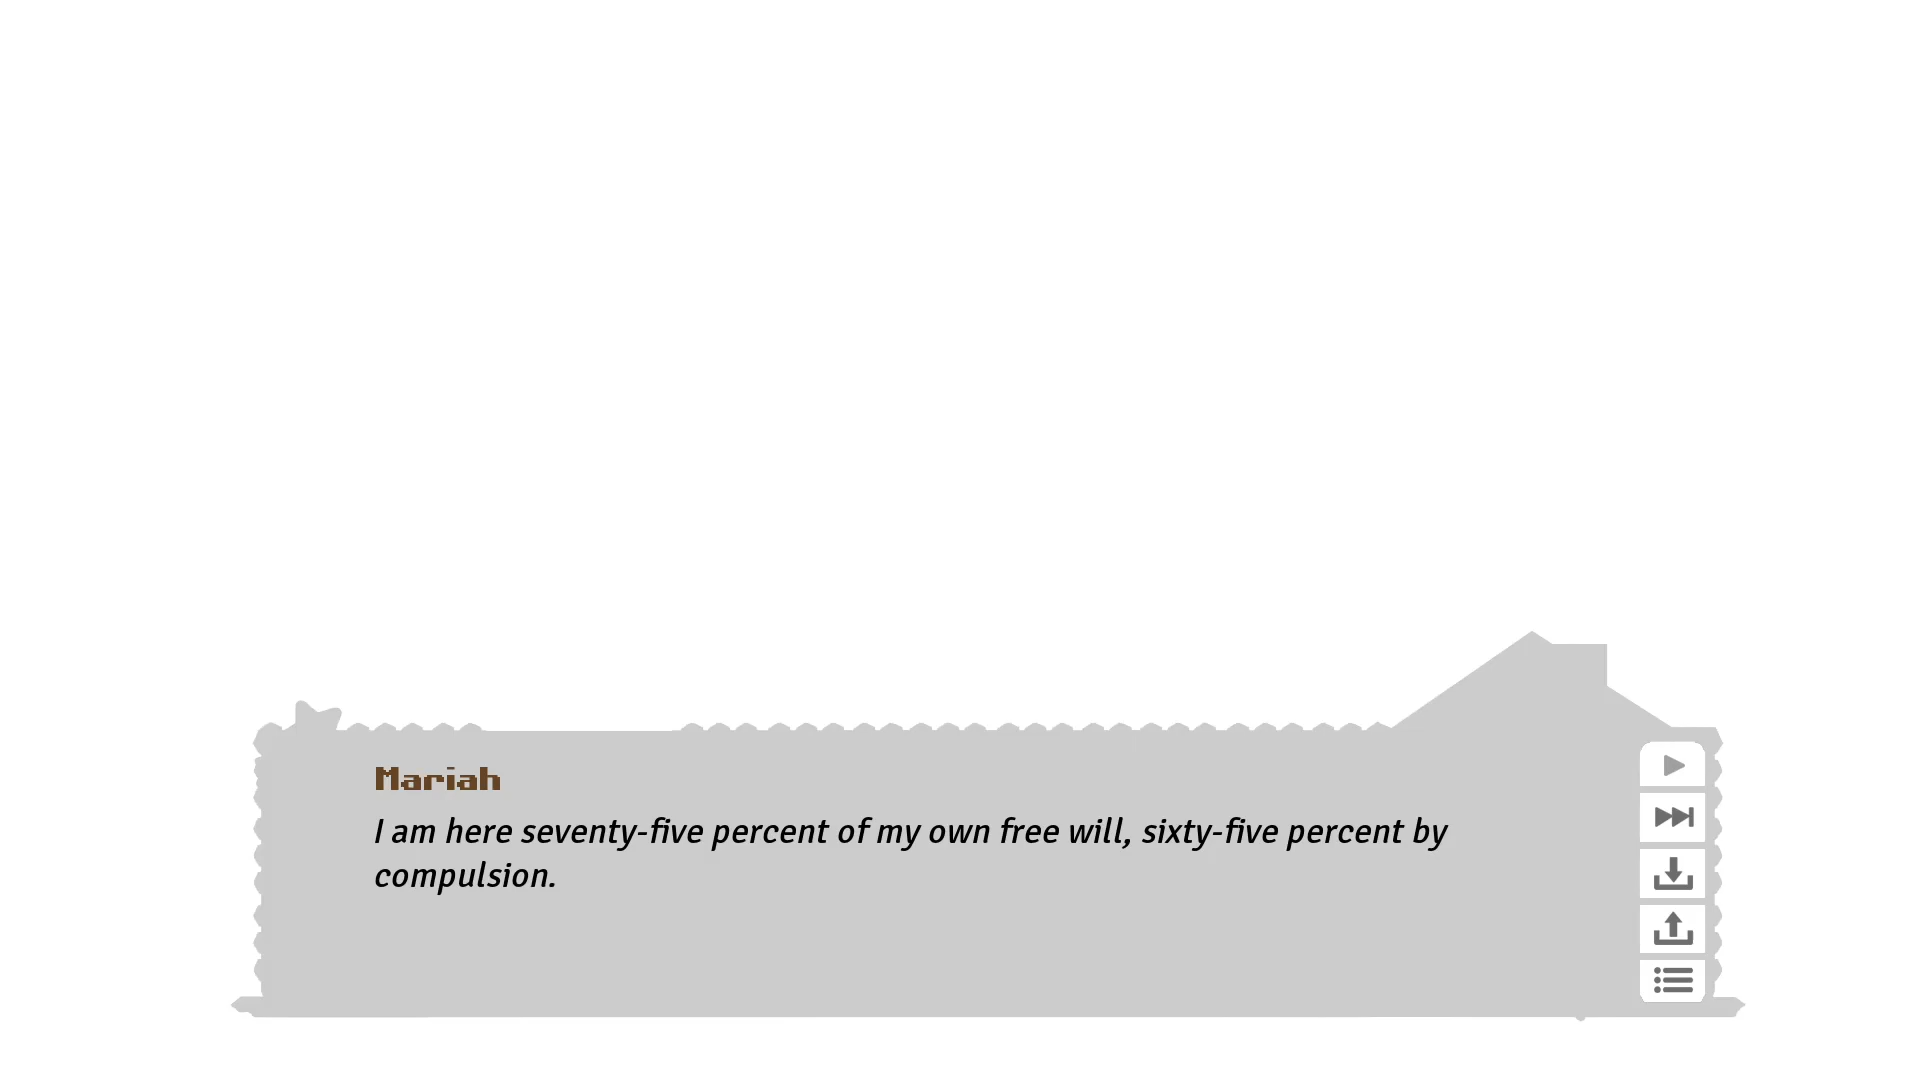 Mariah
I am here seventy-five percent of my own free will, sixty-five percent by
compulsion.